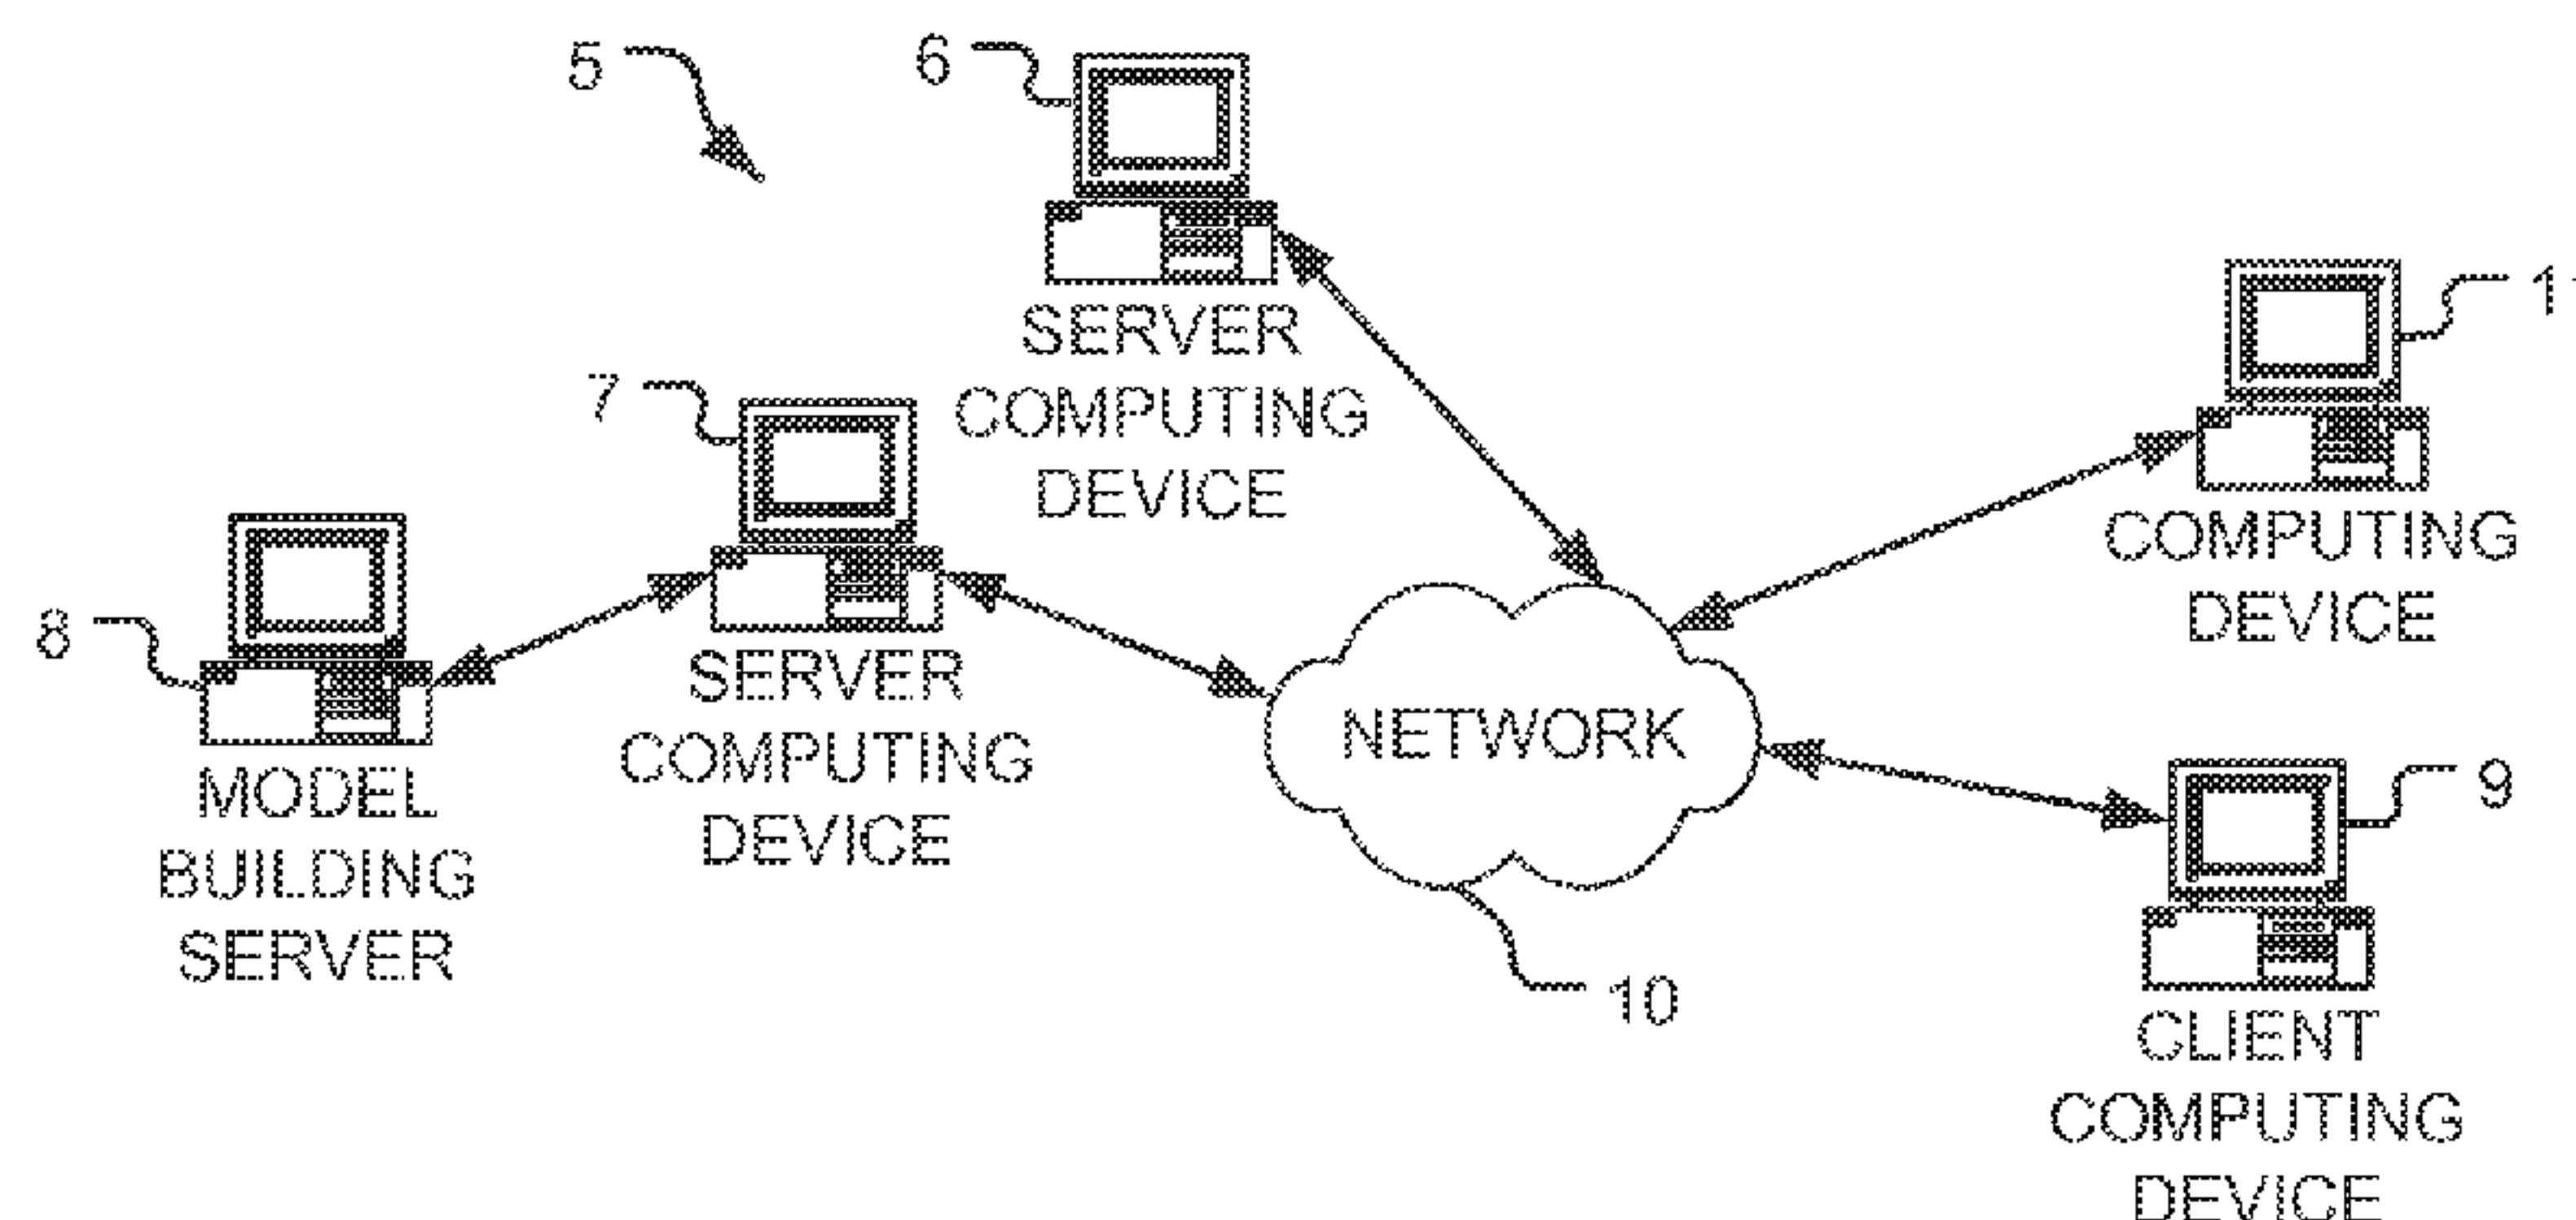 5
6
SERVER
COMPUTING
DEVICE
7
SERVER
COMPUTING
DEVICE
8
MODEL
BUILDING
SERVER
NETWORK
10
COMPUTING
DEVICE
9
CLIENT
COMPUTING
DEVICE